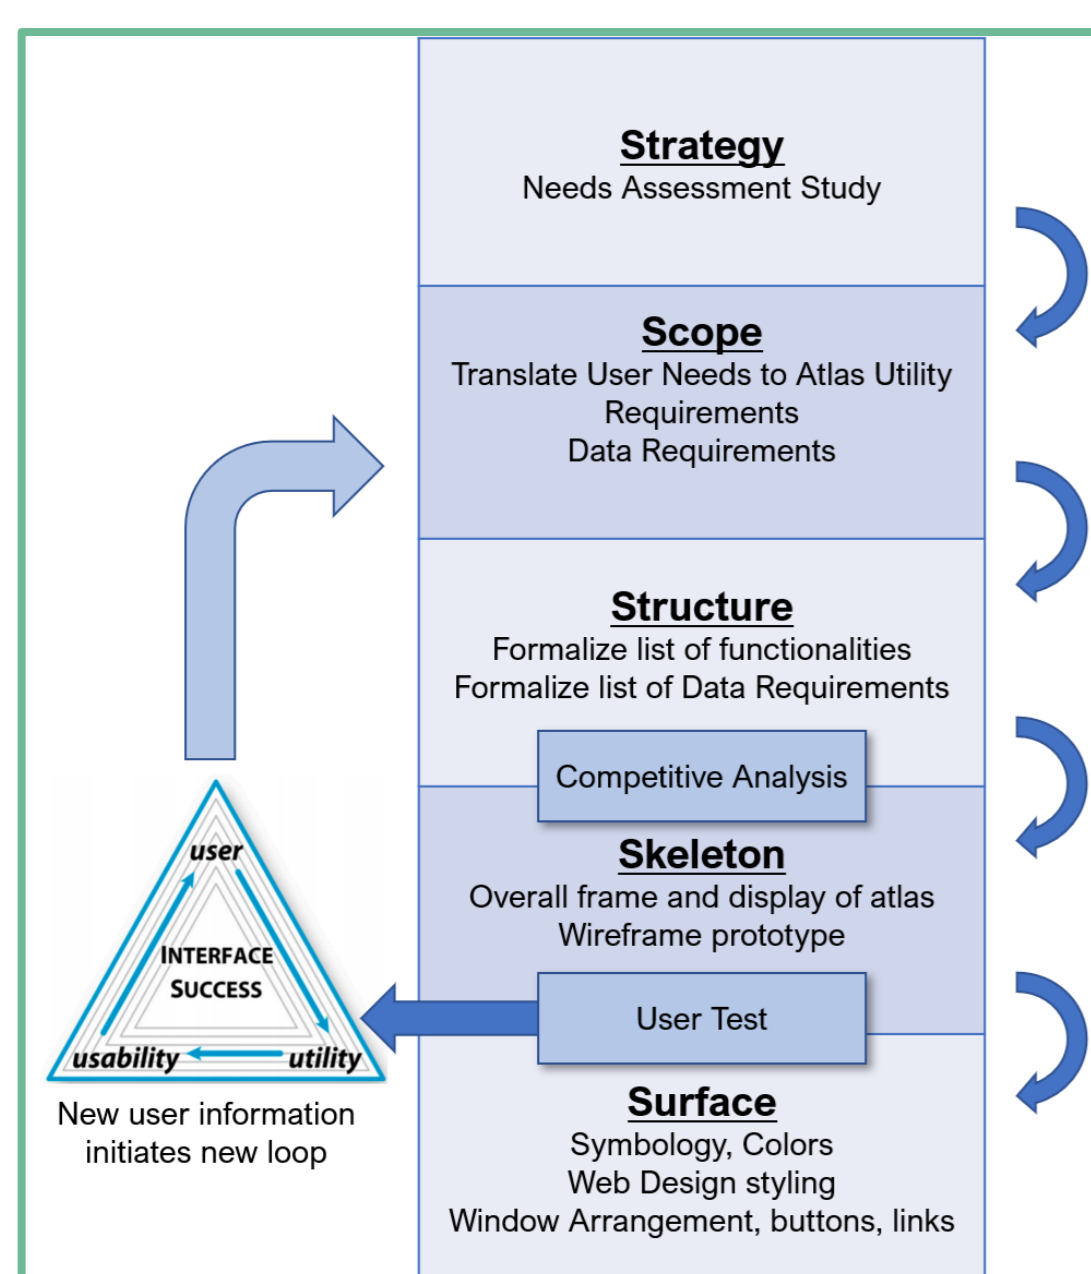 Strategy
Needs Assessment Study
Scope
Translate User Needs to Atlas Utility
Requirements
Data Requirements
Structure
Formalize list of functionalities
Formalize list of Data Requirements
Competitive Analysis
Skeleton
Overall frame and display of atlas
Wireframe prototype
User Test
Surface
Symbology, Colors
Web Design styling
Window Arrangement, buttons, links
user
INTERFACE
SUCCESS
usability
utility
New user information
initiates new loop